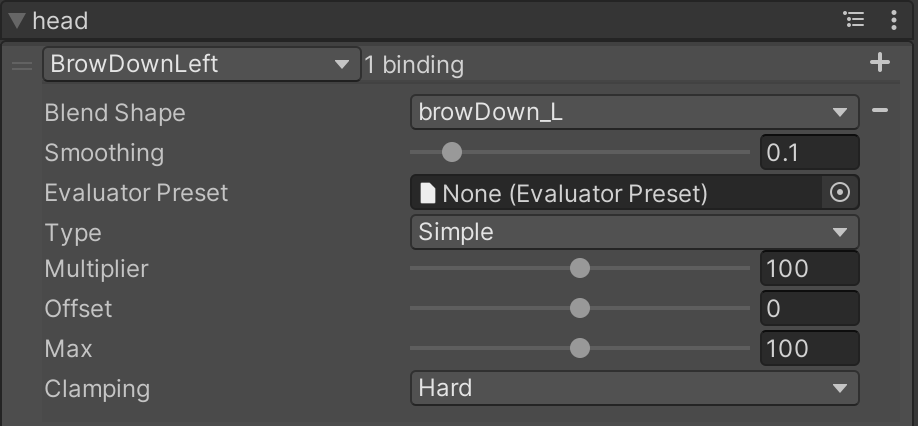 head
BrowDownLeft 1 binding
Blend Shape browDown_L
Smoothing 0.1
Evaluator Preset None (Evaluator Preset)
Type Simple
Multiplier 100
Offset 0
Max 100
Clamping Hard